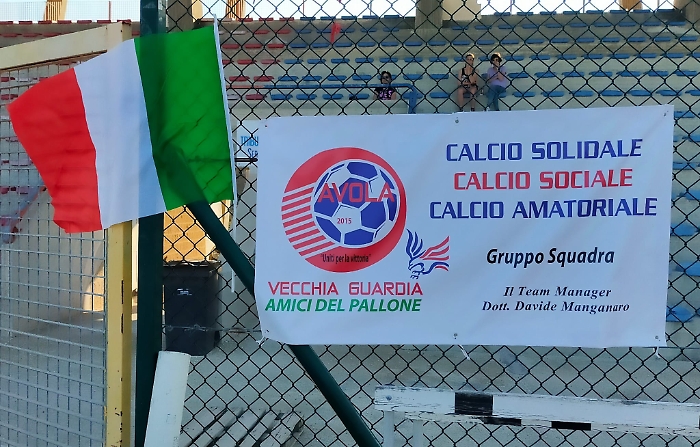 TRIBU
AVOLA
2015
"Uniti per la vittoria"
VECCHIA GUARDIA
AMICI DEL PALLONE
CALCIO SOLIDALE
CALCIO SOCIALE
CALCIO AMATORIALE
Gruppo Squadra
Il Team Manager
Dott. Davide Manganaro